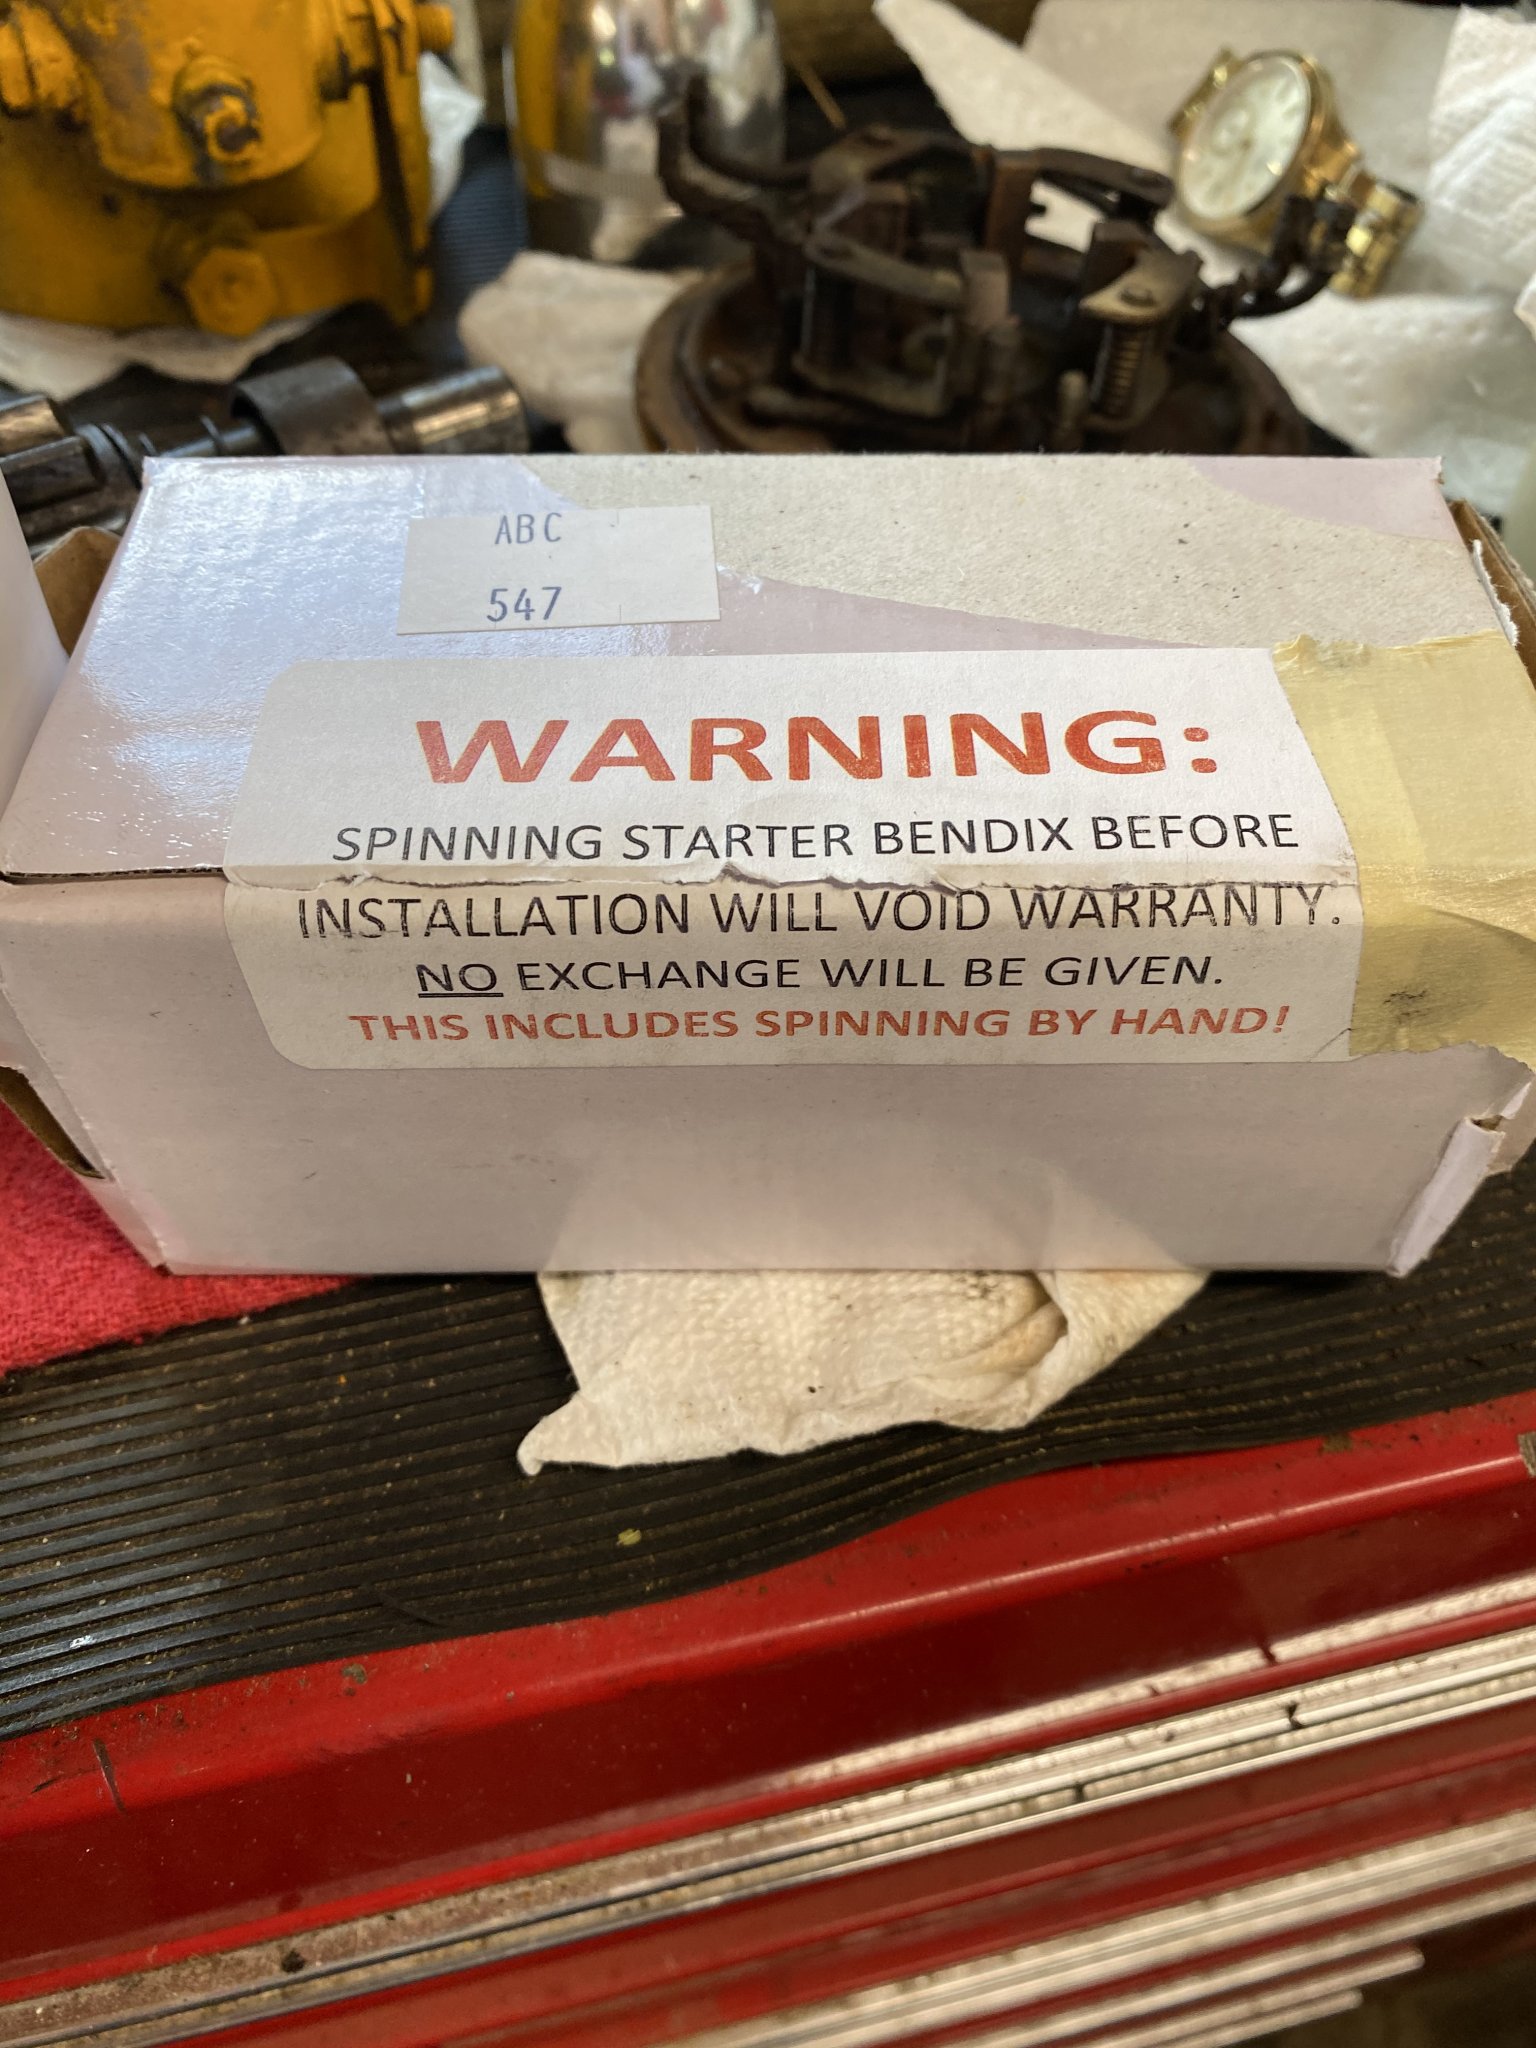 ABC
547
WARNING:
SPINNING STARTER BENDIX BEFORE
INSTALLATION WILL VOID WARRANTY.
NO EXCHANGE WILL BE GIVEN.
THIS INCLUDES SPINNING BY HAND!